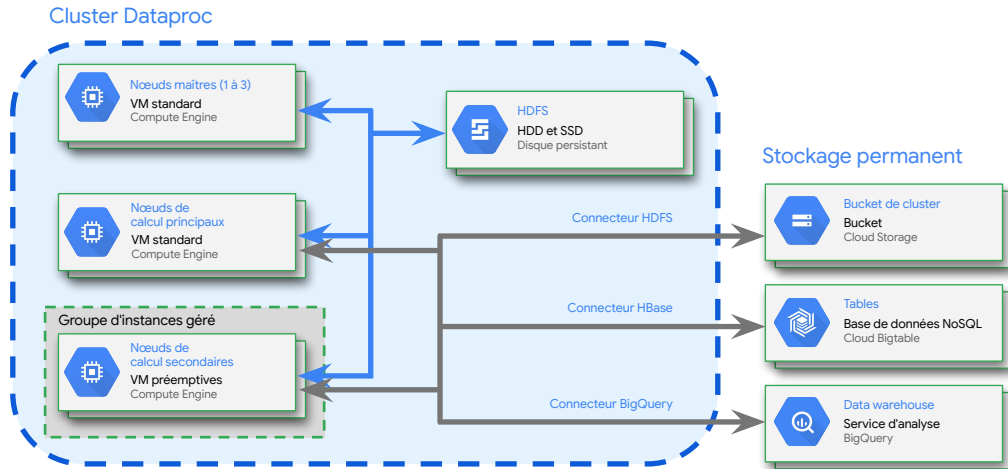 Cluster Dataproc
Nœuds maîtres (1 à 3)
VM standard
Compute Engine
HDFS
HDD et SSD
Disque persistant
Nœuds de
calcul principaux
VM standard
Compute Engine
Groupe d'instances géré
Nœuds de
calcul secondaires
VM préemptives
Compute Engine
Connecteur HDFS
Connecteur HBase
Connecteur BigQuery
Stockage permanent
Bucket de cluster
Bucket
Cloud Storage
Tables
Base de données NoSQL
Cloud Bigtable
Data warehouse
Service d'analyse
BigQuery